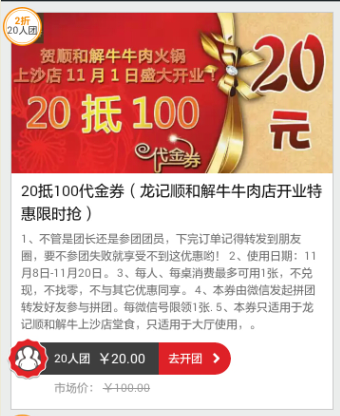 2折
20人团
贺顺和解牛牛肉火锅
上沙店 11 月 1 日盛大开业！
20 抵 100
20
元
代金券
20抵100代金券（龙记顺和解牛牛肉店开业特
惠限时抢）
1、不管是团长还是参团团员，下完订单记得转发到朋友
圈，要不参团失败就享受不到这优惠哟！ 2、使用日期：11
月8日-11月20日。 3、每人、每桌消费最多可用1张，不兑
现，不找零，不与其它优惠同享。 4、本券由微信发起拼团
转发好友参与拼团。每微信号限领1张. 5、本券只适用于龙
记顺和解牛上沙店堂食，只适用于大厅使用，。
20人团 ￥20.00 去开团
市场价： ￥100.00